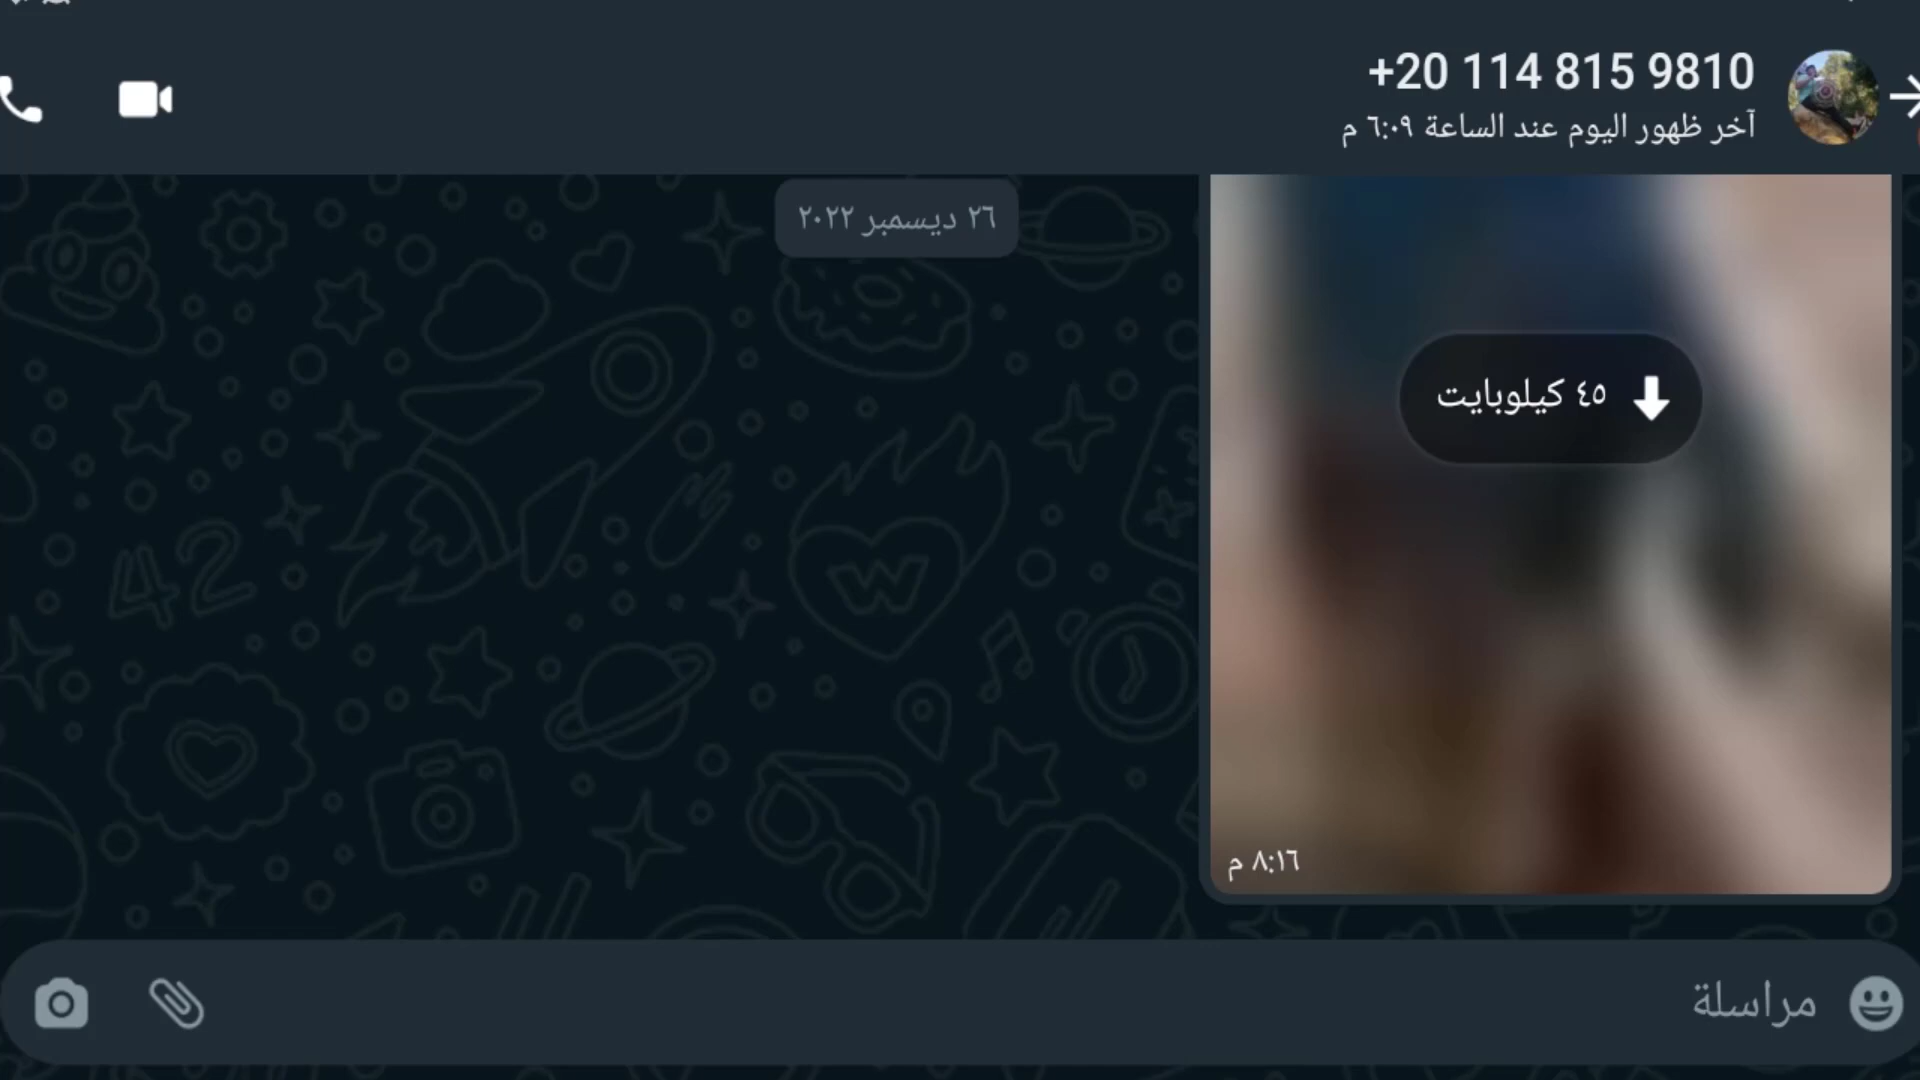 +20 114 815 9810
آخر ظهور اليوم عند الساعة ٦:٠٩ م
٢٦ ديسمبر ٢٠٢٢
٤٥ كيلوبايت
٨:١٦ م
مراسلة